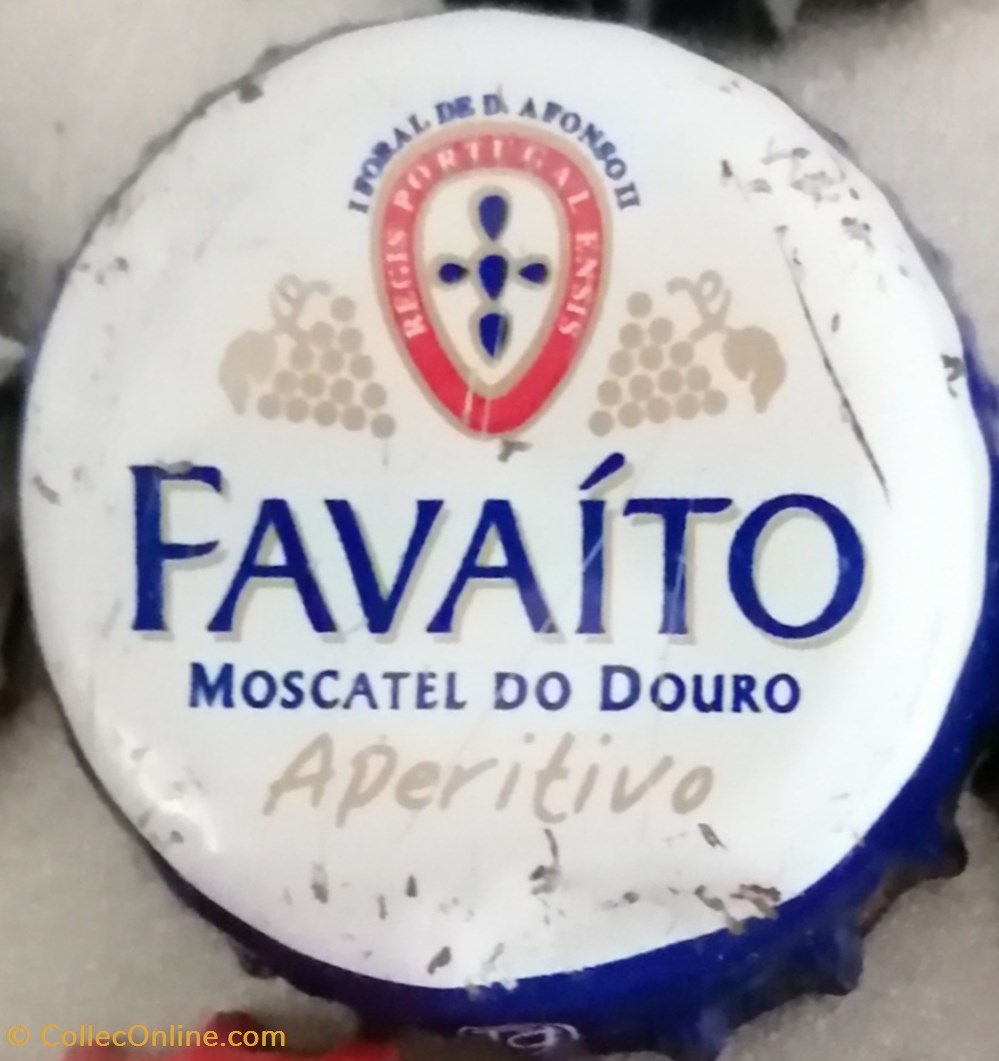 I FORAL DE D. AFONSO II
REGIS PORTUGAL ENSIS
FAVAÍTO
MOSCATEL DO DOURO
Aperitivo
© CollecOnline.com